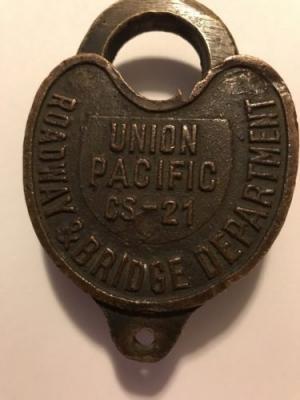 UNION
PACIFIC
CS-21
ROADWAY & BRIDGE DEPARTMENT